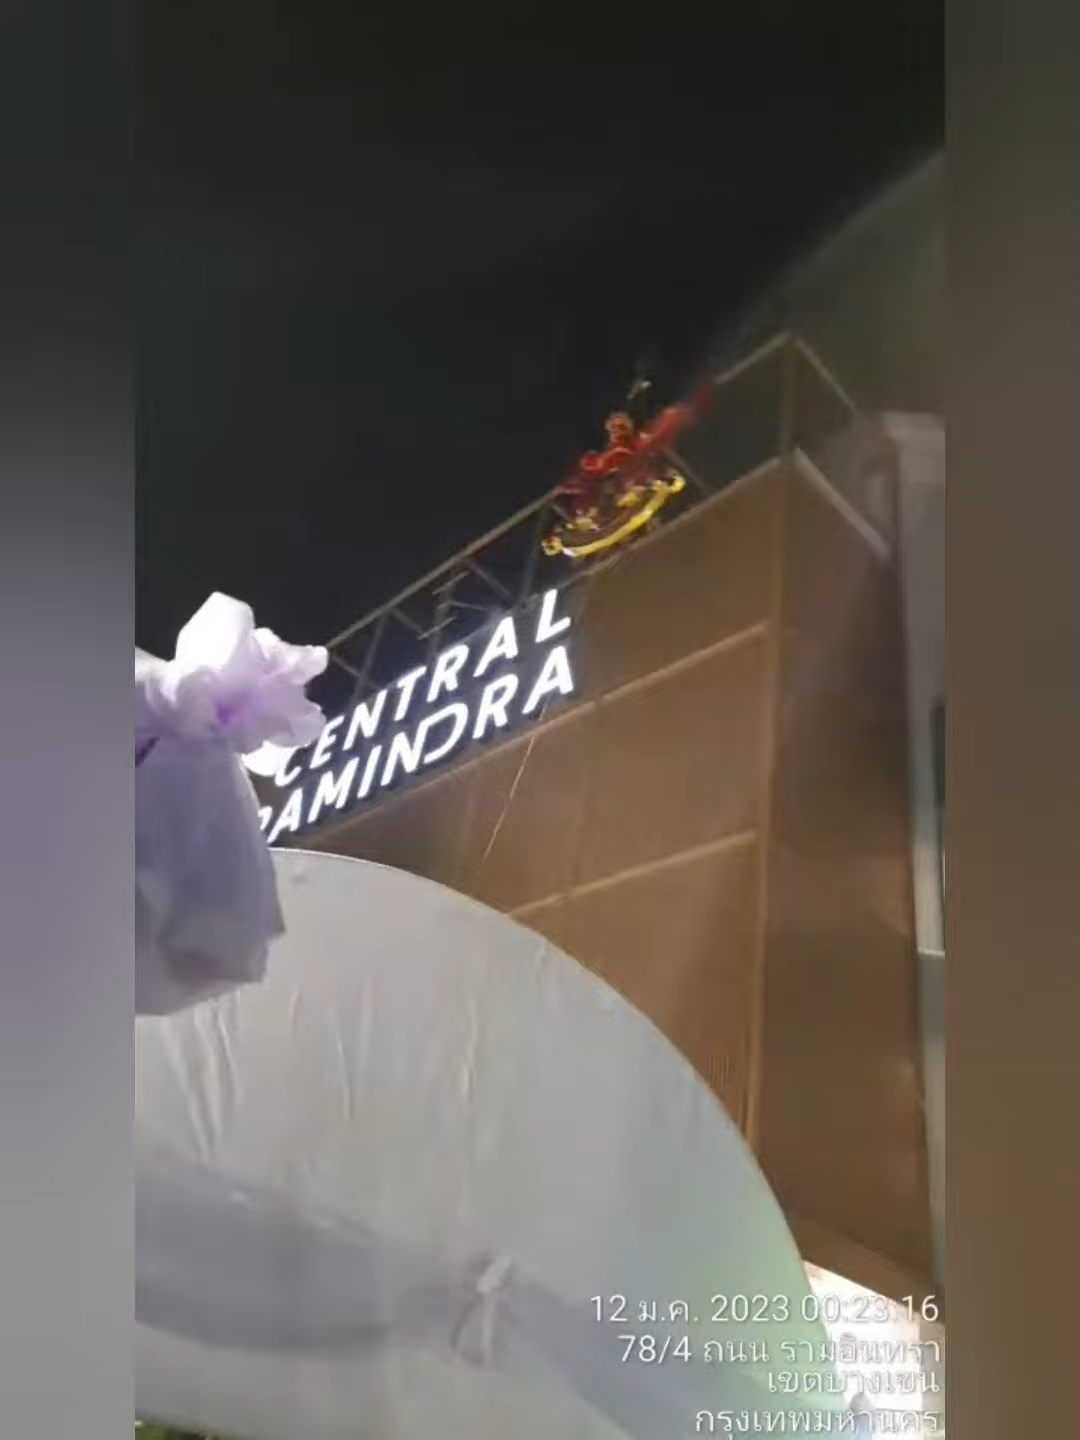 CENTRAL
RAMINDRA
12 ม.ค. 2023 00:23:16
78/4 ถนน รามอินทรา
เขตบางเขน
กรุงเทพมหานคร